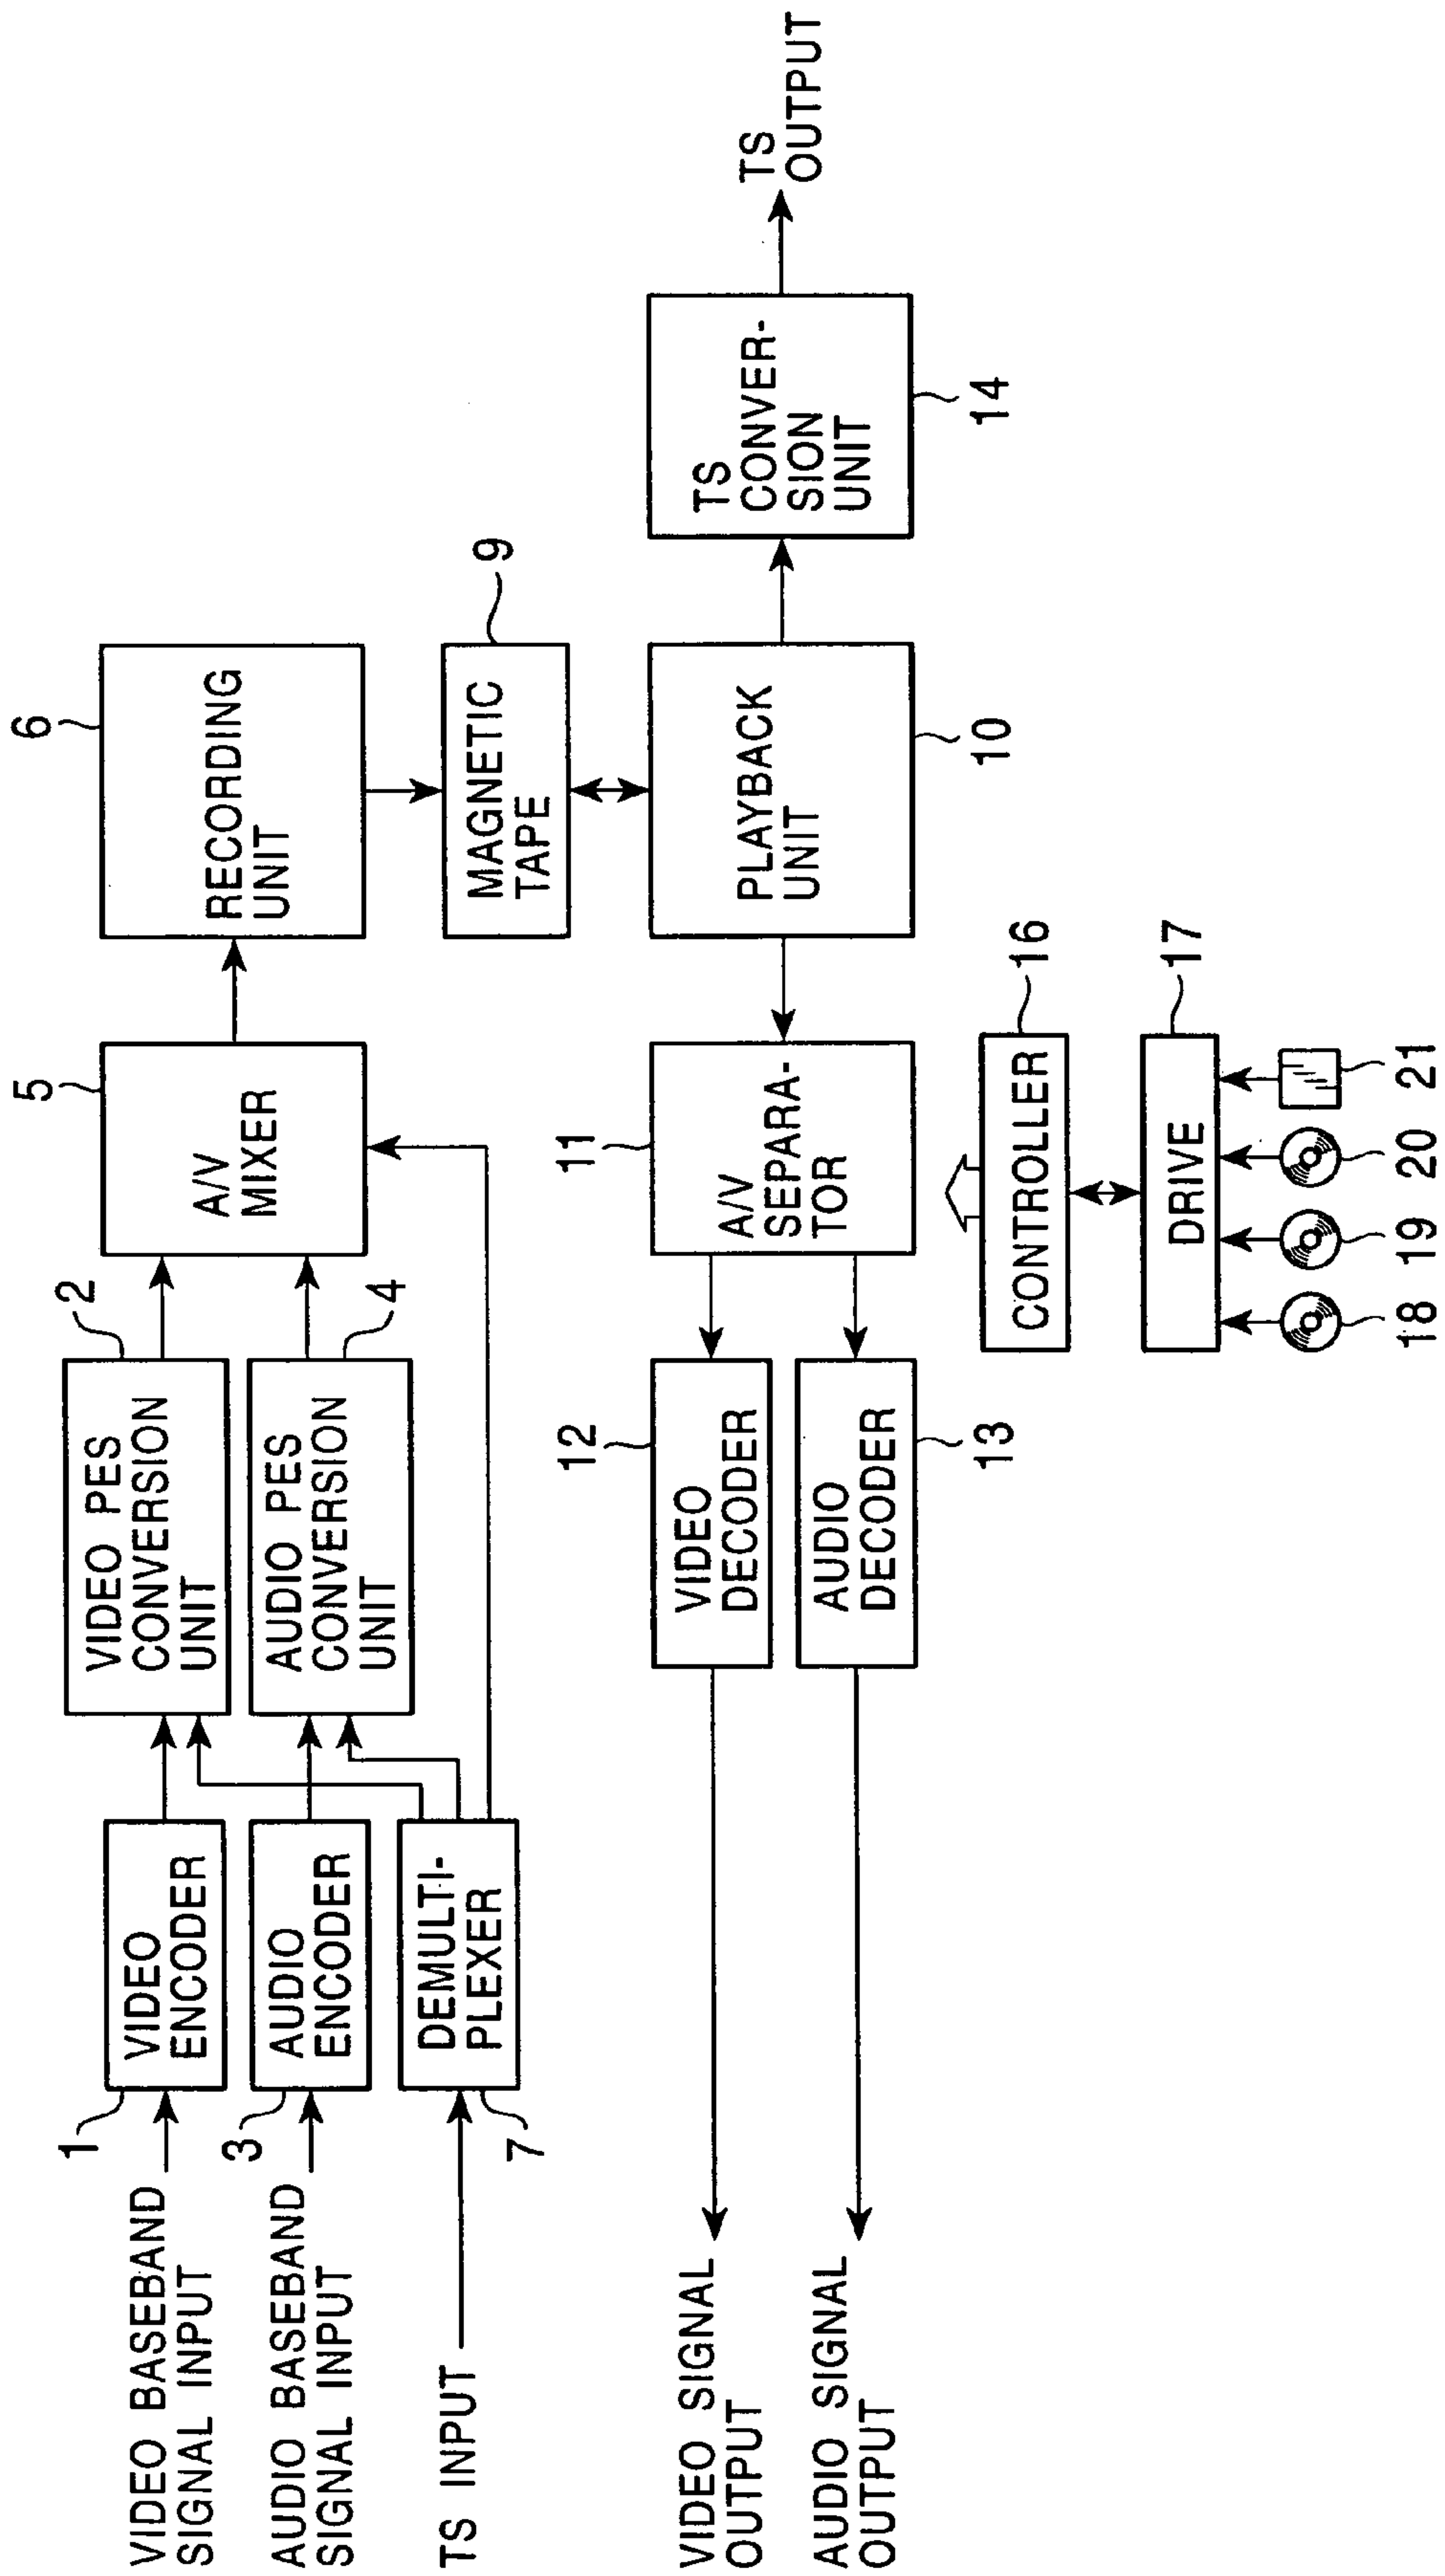 VIDEO BASEBAND
SIGNAL INPUT
1
VIDEO
ENCODER
2
VIDEO PES
CONVERSION
UNIT
5
A/V
MIXER
6
RECORDING
UNIT
AUDIO BASEBAND
SIGNAL INPUT
3
AUDIO
ENCODER
4
AUDIO PES
CONVERSION
UNIT
TS INPUT
7
DEMULTI-
PLEXER
9
MAGNETIC
TAPE
VIDEO SIGNAL
OUTPUT
12
VIDEO
DECODER
11
A/V
SEPARA-
TOR
10
PLAYBACK
UNIT
14
TS
CONVER-
SION
UNIT
TS
OUTPUT
AUDIO SIGNAL
OUTPUT
13
AUDIO
DECODER
16
CONTROLLER
17
DRIVE
18
19
20
21